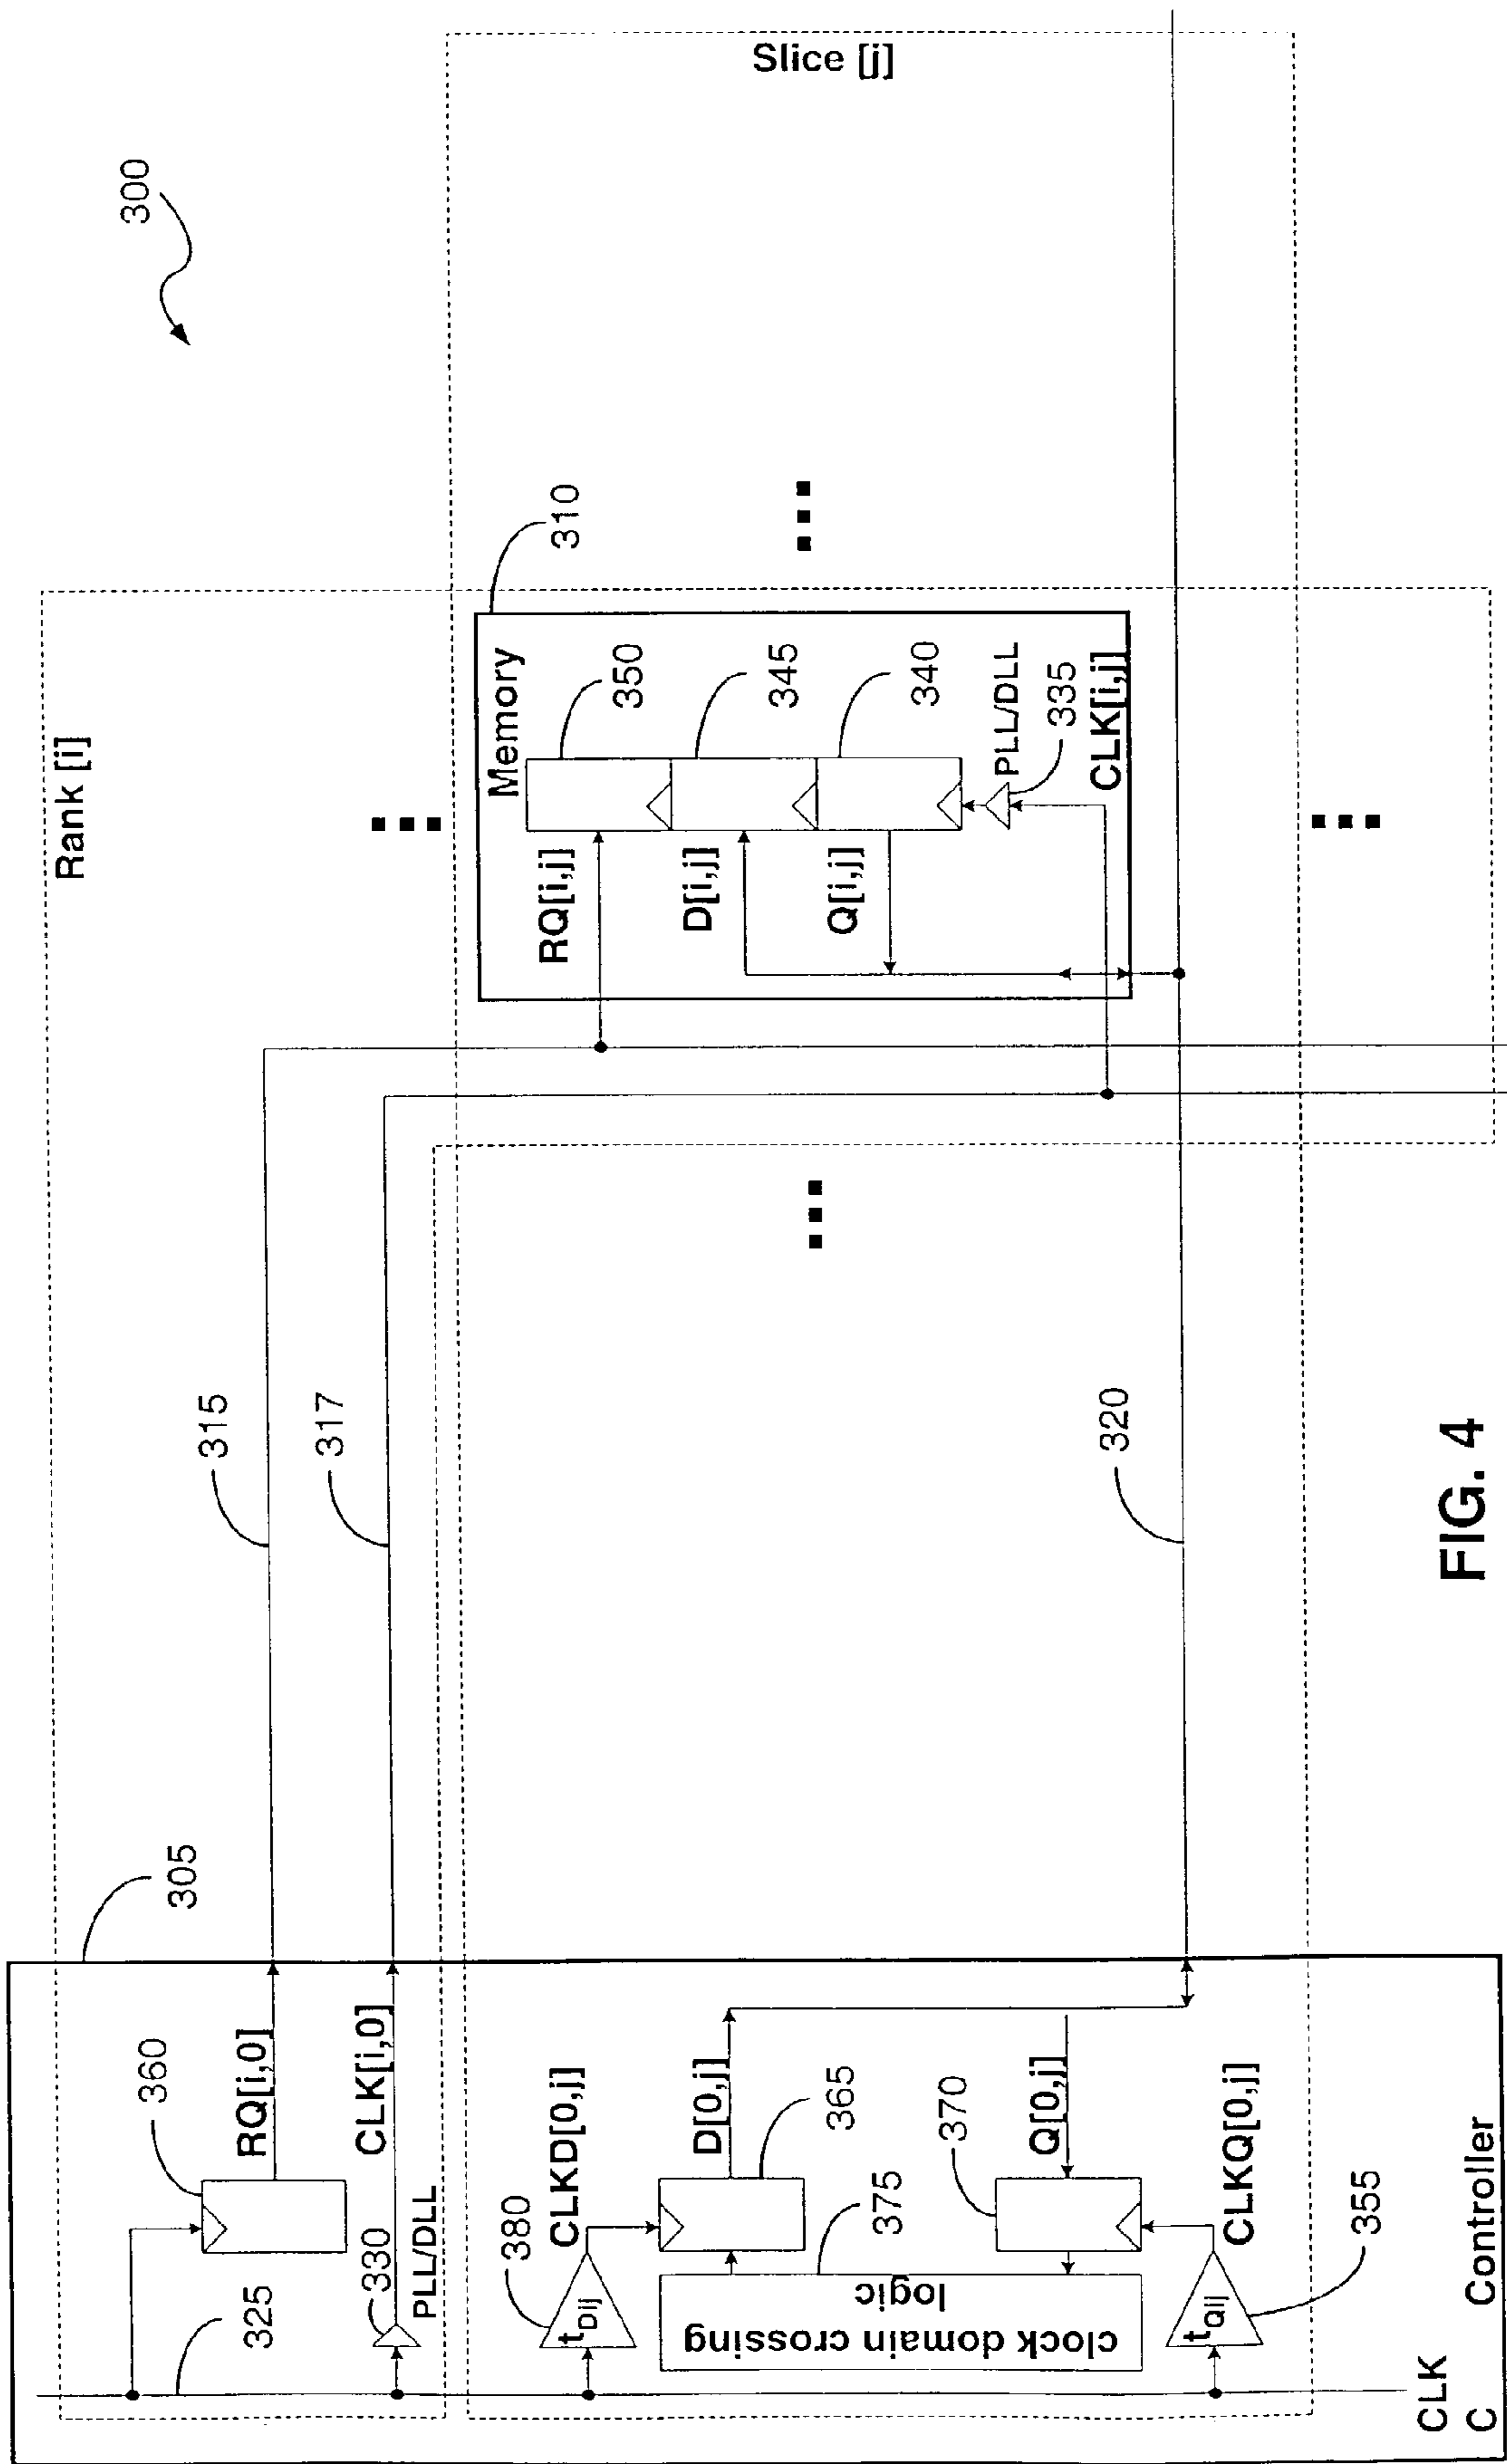 300
Slice [j]
Rank [i]
310
Memory
350
345
340
RQ[i,j]
D[i,j]
Q[i,j]
PLL/DLL
335
CLK[i,j]
315
317
320
305
360
RQ[i,0]
CLK[i,0]
325
330
PLL/DLL
380
tDij
CLKD[0,j]
D[0,j]
365
375
clock domain crossing
logic
370
Q[0,j]
CLKQ[0,j]
tQij
355
CLK
C
Controller
FIG. 4